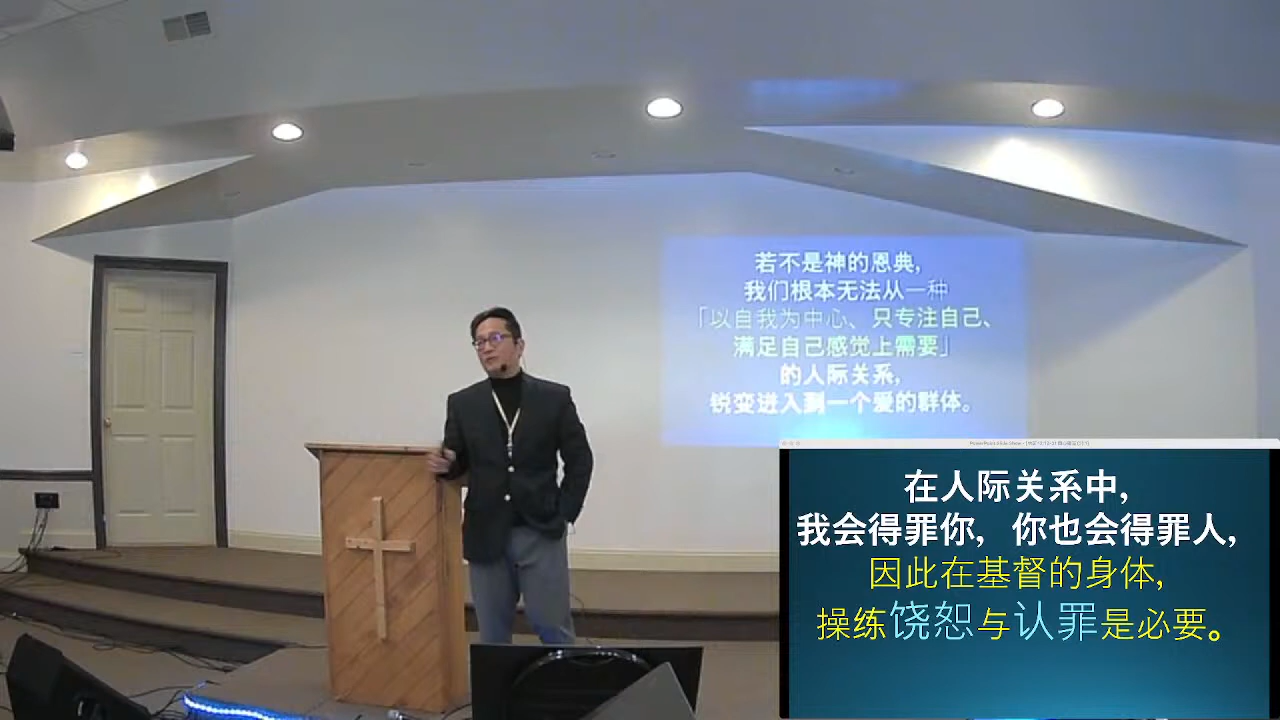 若不是神的恩典,
我们根本无法从一种
「以自我为中心、只专注自己、
满足自己感觉上需要」
的人际关系,
锐变进入到一个爱的群体。
在人际关系中,
我会得罪你, 你也会得罪人,
因此在基督的身体,
操练饶恕与认罪是必要。